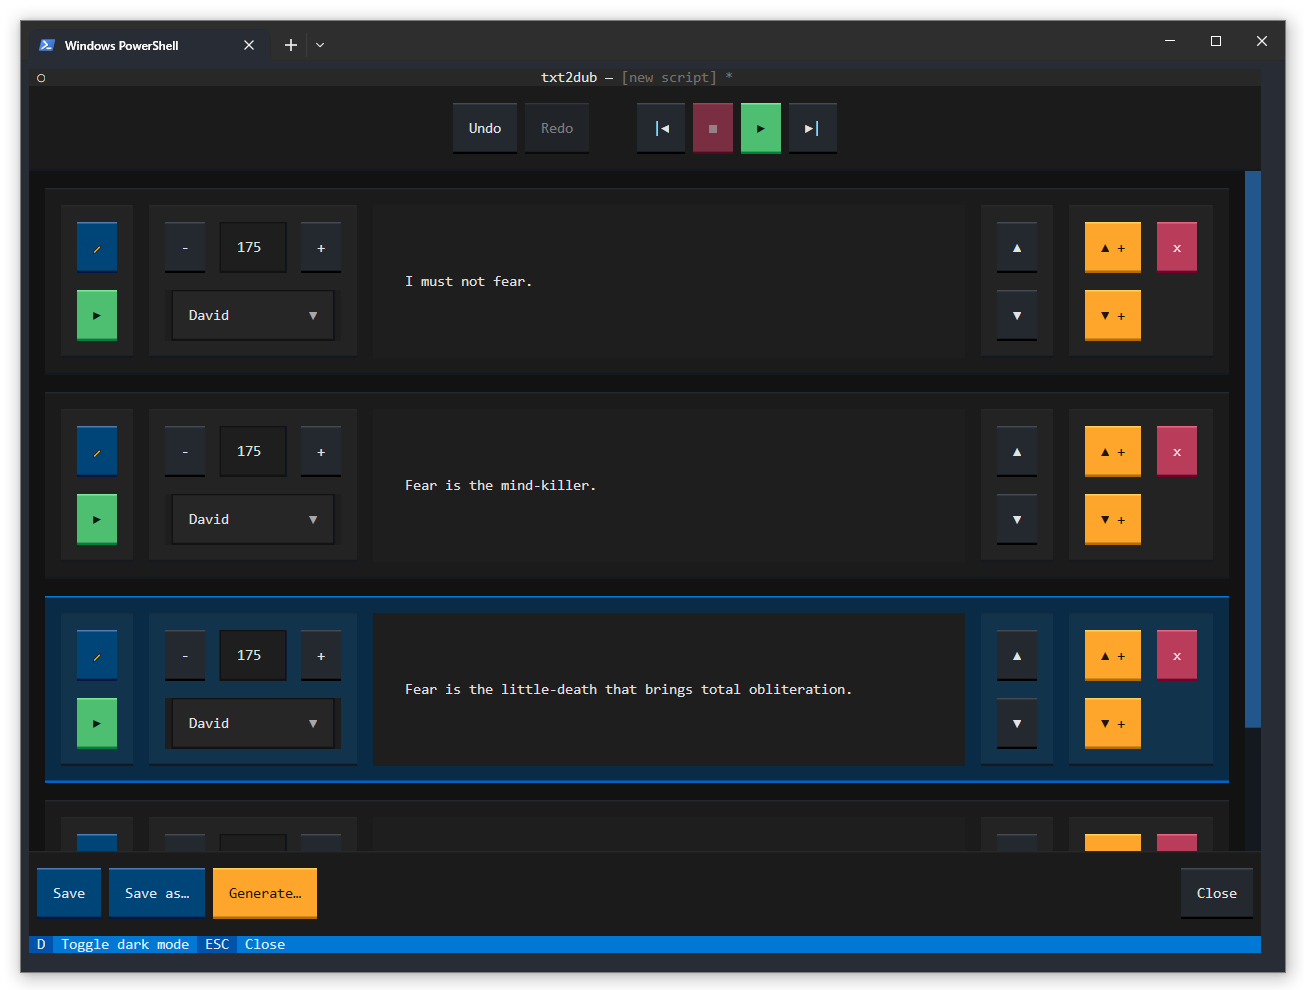 Windows PowerShell
txt2dub — [new script] *
Undo Redo
- 175 +
David
I must not fear.
▲ + x
▼ +
- 175 +
David
Fear is the mind-killer.
▲ + x
▼ +
- 175 +
David
Fear is the little-death that brings total obliteration.
▲ + x
▼ +
Save Save as… Generate… Close
D Toggle dark mode ESC Close